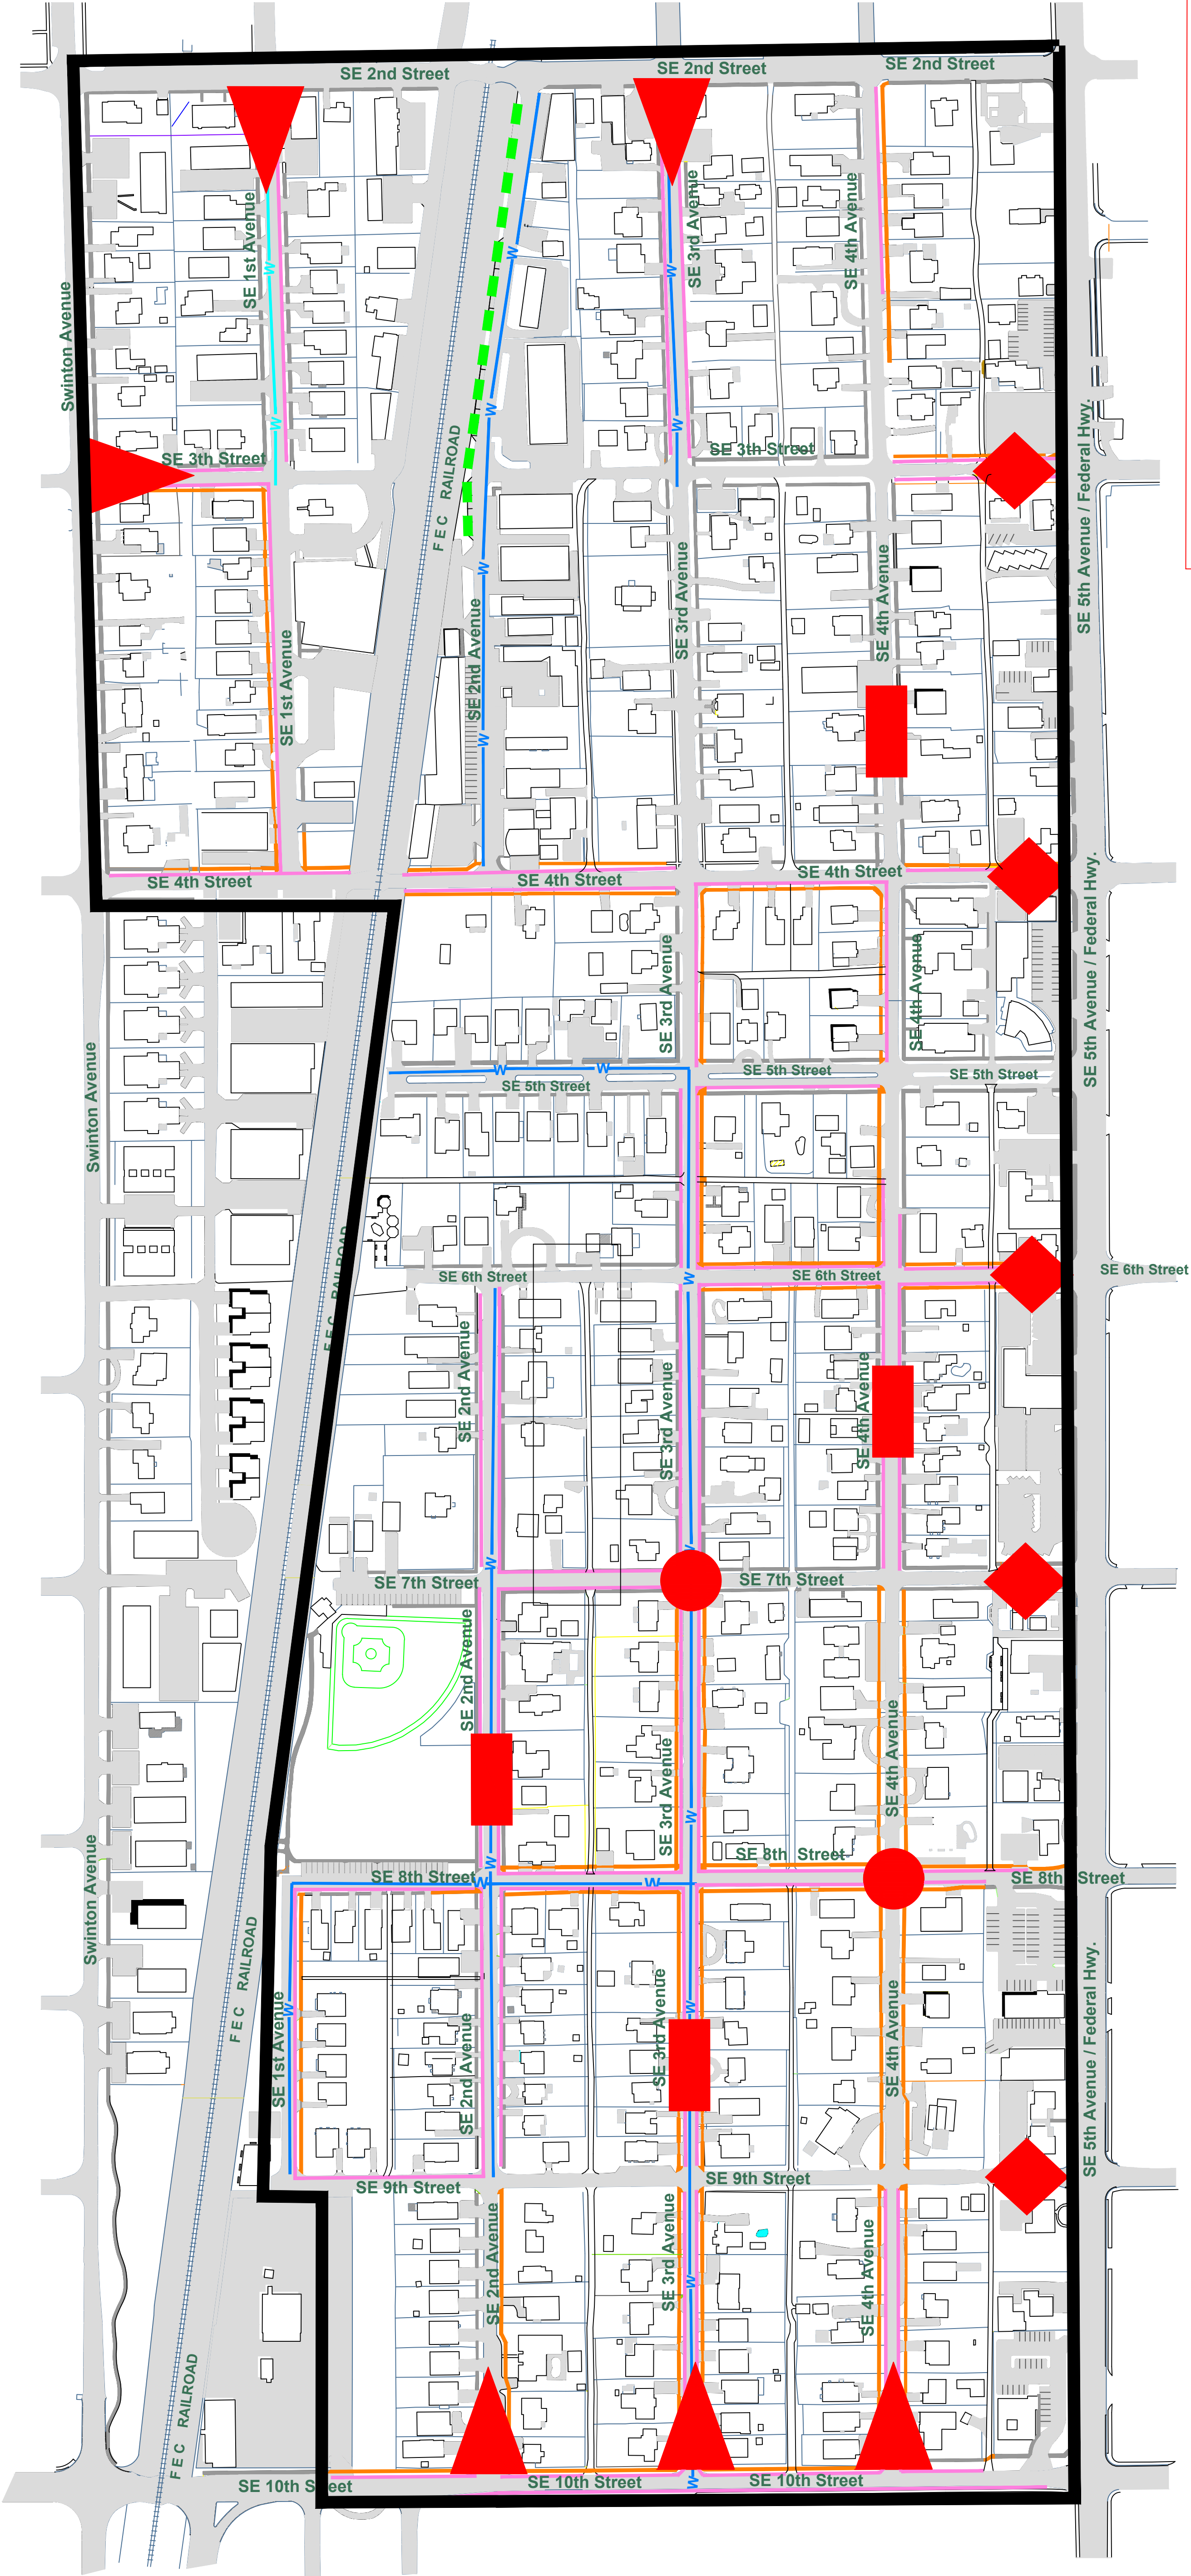 SE 2nd Street
SE 2nd Street
SE 2nd Street
SE 1st Avenue
W
W
SE 3rd Avenue
W
SE 4th Avenue
W
Swinton Avenue
W
W
W
SE 3th Street
SE 3th Street
F E C RAILROAD
SE 5th Avenue / Federal Hwy.
W
SE 1st Avenue
SE 2nd Avenue
W
SE 3rd Avenue
SE 4th Avenue
SE 4th Street
SE 4th Street
SE 4th Street
SE 3rd Avenue
SE 4th Avenue
SE 5th Avenue / Federal Hwy.
Swinton Avenue
W
W
SE 5th Street
SE 5th Street
SE 5th Street
F E C RAILROAD
SE 6th Street
W
SE 6th Street
SE 6th Street
SE 2nd Avenue
SE 3rd Avenue
SE 4th Avenue
W
W
SE 7th Street
SE 7th Street
SE 2nd Avenue
SE 3rd Avenue
SE 4th Avenue
W
Swinton Avenue
W
SE 8th Street
SE 8th Street
SE 8th Street
W
W
F E C RAILROAD
SE 1st Avenue
W
SE 2nd Avenue
SE 3rd Avenue
W
SE 4th Avenue
SE 5th Avenue / Federal Hwy.
SE 9th Street
SE 9th Street
SE 2nd Avenue
SE 3rd Avenue
W
SE 4th Avenue
F E C RAILROAD
SE 10th Street
SE 10th Street
W
SE 10th Street